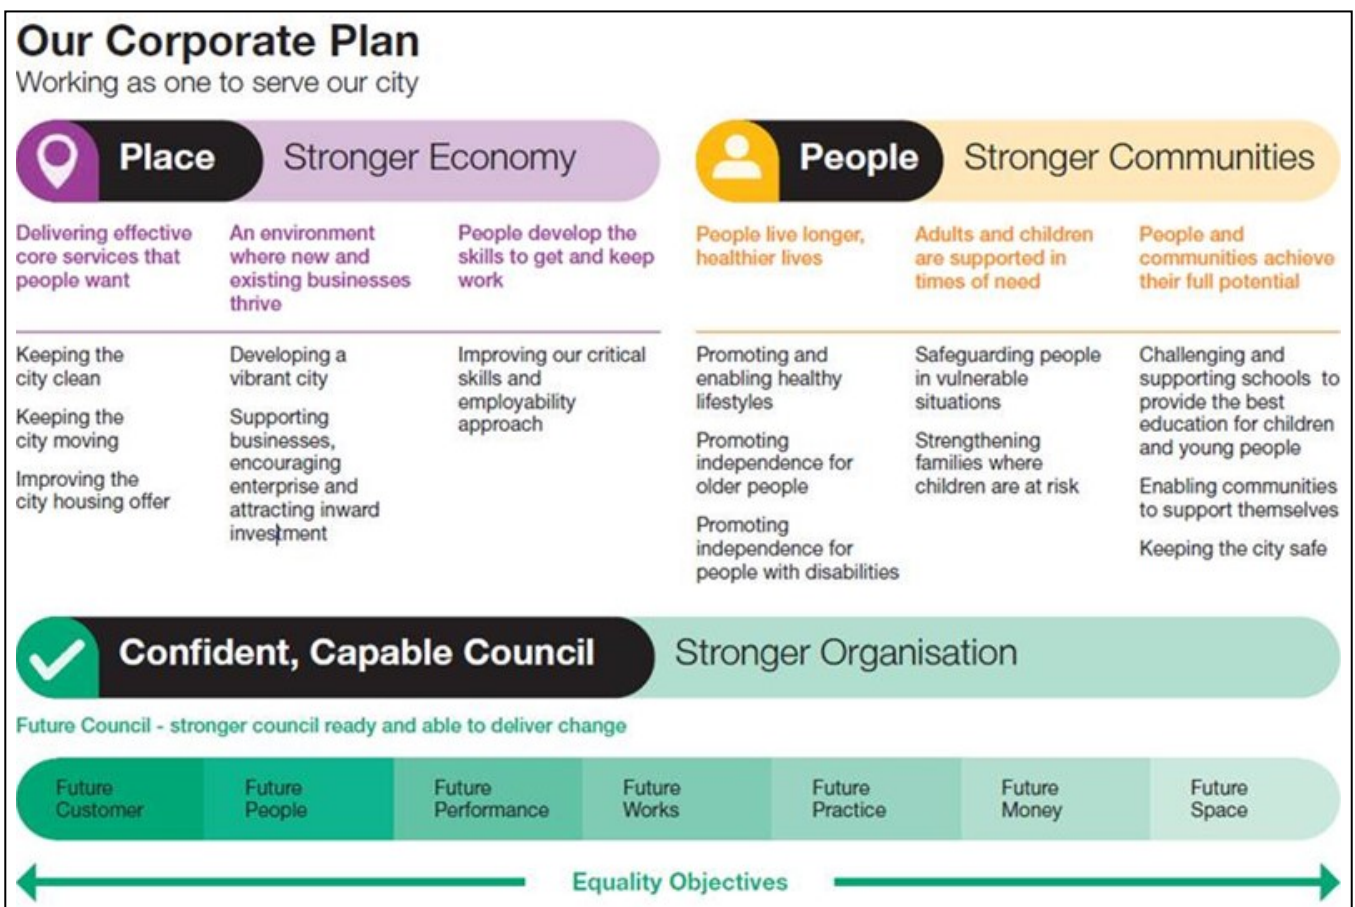 Our Corporate Plan
Working as one to serve our city
Place
Stronger Economy
Delivering effective
core services that
people want
An environment
where new and
existing businesses
thrive
People develop the
skills to get and keep
work
Keeping the
city clean
Keeping the
city moving
Improving the
city housing offer
Developing a
vibrant city
Supporting
businesses,
encouraging
enterprise and
attracting inward
investment
Improving our critical
skills and
employability
approach
People
Stronger Communities
People live longer,
healthier lives
Adults and children
are supported in
times of need
People and
communities achieve
their full potential
Promoting and
enabling healthy
lifestyles
Promoting
independence for
older people
Promoting
independence for
people with disabilities
Safeguarding people
in vulnerable
situations
Strengthening
families where
children are at risk
Challenging and
supporting schools to
provide the best
education for children
and young people
Enabling communities
to support themselves
Keeping the city safe
Confident, Capable Council
Stronger Organisation
Future Council - stronger council ready and able to deliver change
Future
Customer
Future
People
Future
Performance
Future
Works
Future
Practice
Future
Money
Future
Space
Equality Objectives